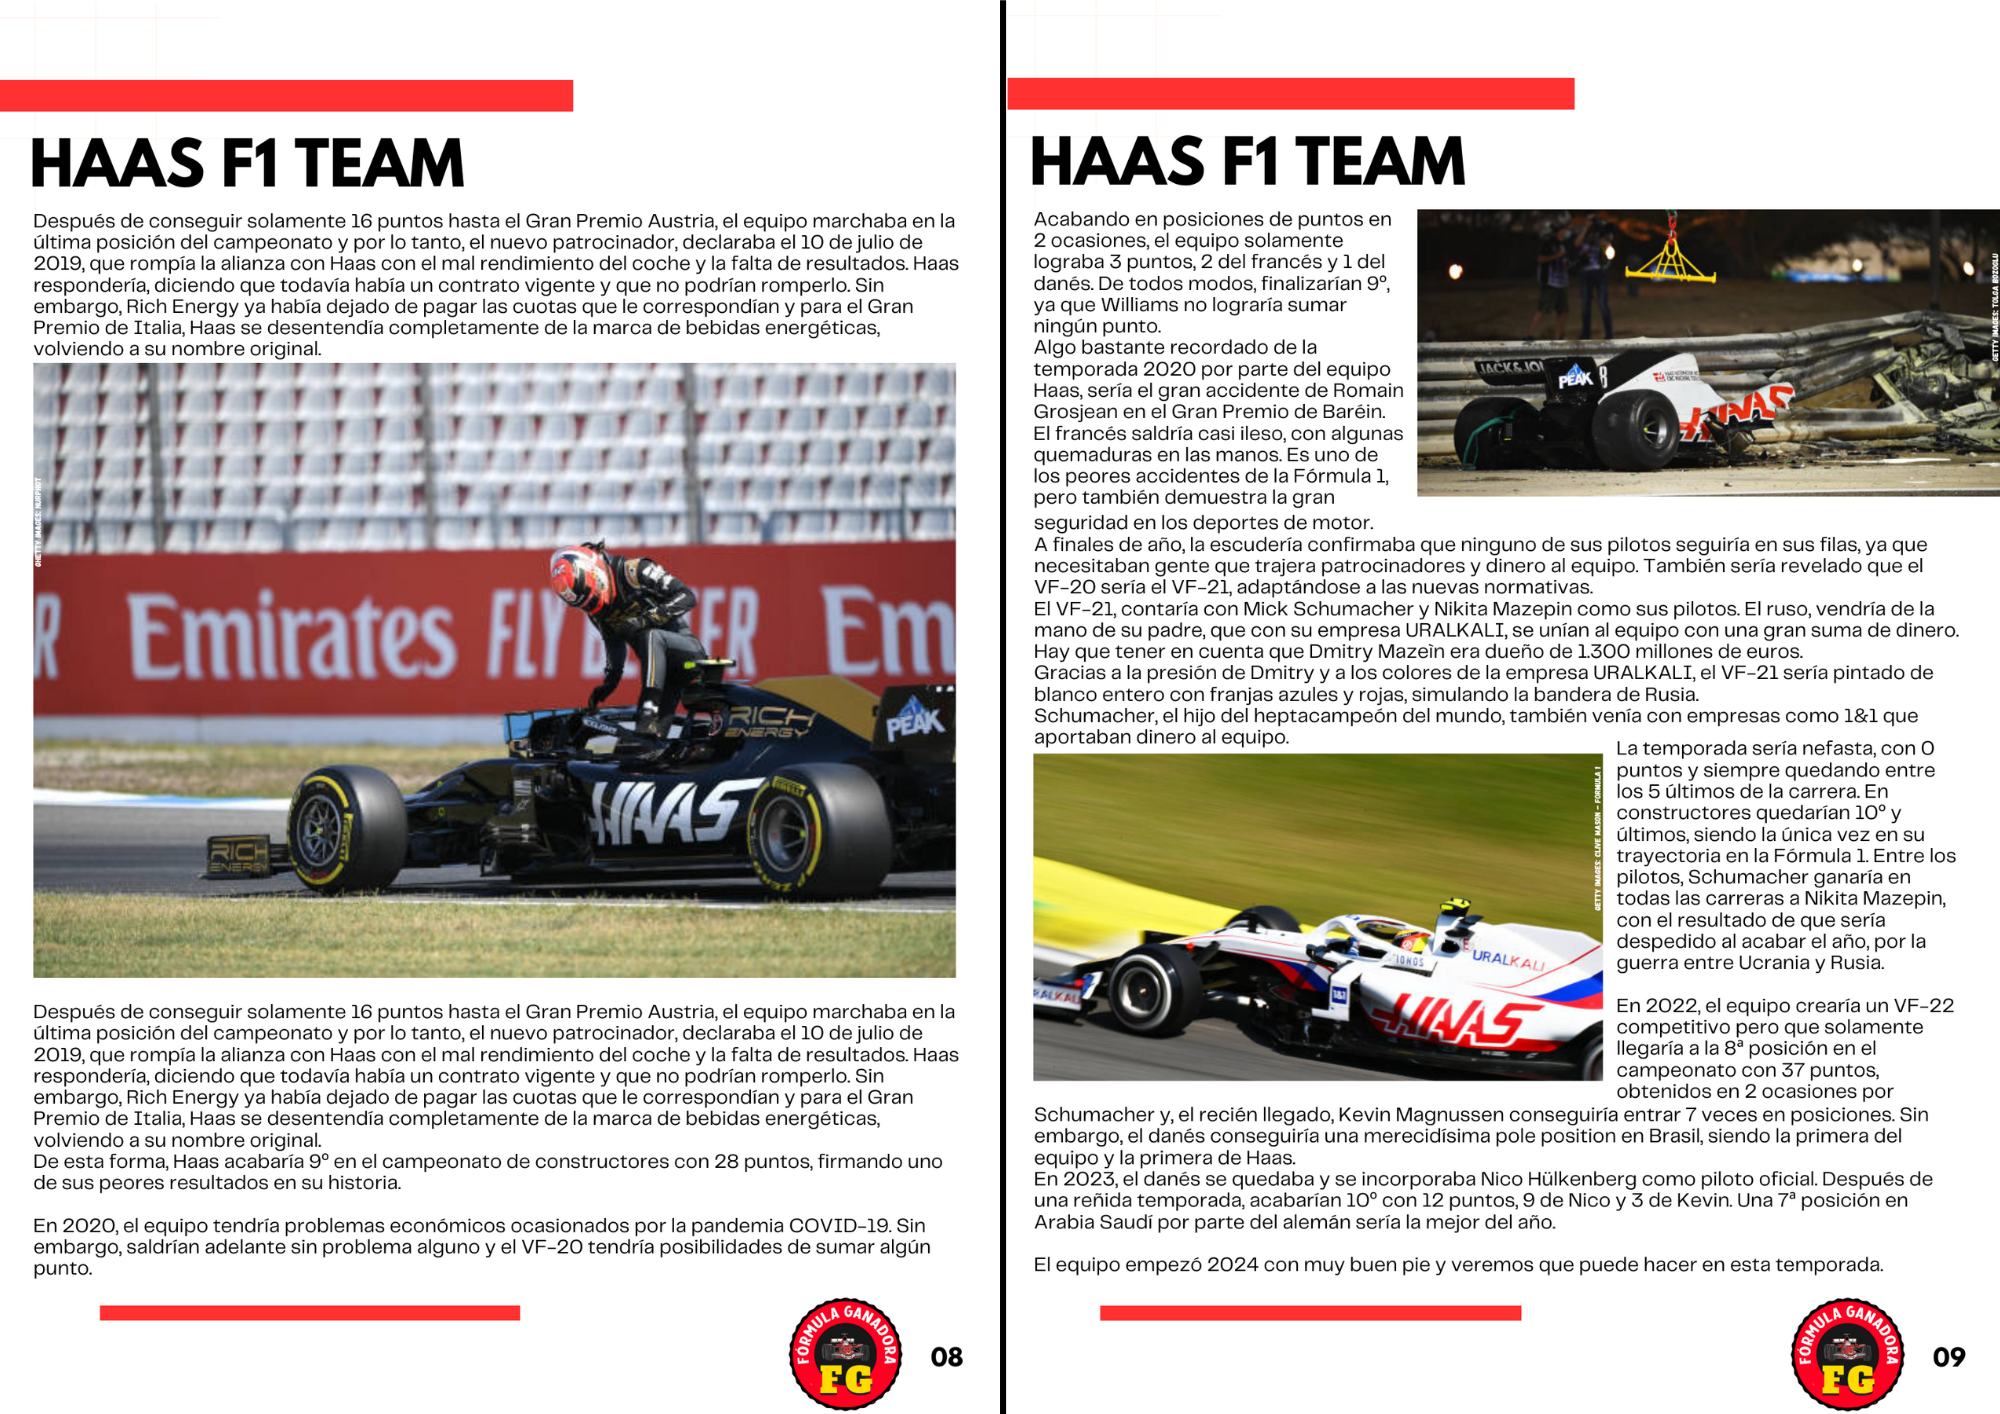 HAAS F1 TEAM
Después de conseguir solamente 16 puntos hasta el Gran Premio Austria, el equipo marchaba en la
última posición del campeonato y por lo tanto, el nuevo patrocinador, declaraba el 10 de julio de
2019, que rompía la alianza con Haas con el mal rendimiento del coche y la falta de resultados. Haas
respondería, diciendo que todavía había un contrato vigente y que no podrían romperlo. Sin
embargo, Rich Energy ya había dejado de pagar las cuotas que le correspondían y para el Gran
Premio de Italia, Haas se desentendía completamente de la marca de bebidas energéticas,
volviendo a su nombre original.
GHETTY IMAGES: NURPHOT
R
Emirates FLY BETTER Em
RICH
ENERGY
PEAK
HAAS
PIRELLI
RICH
ENERGY
Después de conseguir solamente 16 puntos hasta el Gran Premio Austria, el equipo marchaba en la
última posición del campeonato y por lo tanto, el nuevo patrocinador, declaraba el 10 de julio de
2019, que rompía la alianza con Haas con el mal rendimiento del coche y la falta de resultados. Haas
respondería, diciendo que todavía había un contrato vigente y que no podrían romperlo. Sin
embargo, Rich Energy ya había dejado de pagar las cuotas que le correspondían y para el Gran
Premio de Italia, Haas se desentendía completamente de la marca de bebidas energéticas,
volviendo a su nombre original.
De esta forma, Haas acabaría 9º en el campeonato de constructores con 28 puntos, firmando uno
de sus peores resultados en su historia.
En 2020, el equipo tendría problemas económicos ocasionados por la pandemia COVID-19. Sin
embargo, saldrían adelante sin problema alguno y el VF-20 tendría posibilidades de sumar algún
punto.
FÓRMULA GANADORA
FG
08
HAAS F1 TEAM
Acabando en posiciones de puntos en
2 ocasiones, el equipo solamente
lograba 3 puntos, 2 del francés y 1 del
danés. De todos modos, finalizarían 9º,
ya que Williams no lograría sumar
ningún punto.
Algo bastante recordado de la
temporada 2020 por parte del equipo
Haas, sería el gran accidente de Romain
Grosjean en el Gran Premio de Baréin.
El francés saldría casi ileso, con algunas
quemaduras en las manos. Es uno de
los peores accidentes de la Fórmula 1,
pero también demuestra la gran
seguridad en los deportes de motor.
GETTY IMAGES: TOLGA BOZOGLU
JACK&JO
PEAK
8
HAAS
A finales de año, la escudería confirmaba que ninguno de sus pilotos seguiría en sus filas, ya que
necesitaban gente que trajera patrocinadores y dinero al equipo. También sería revelado que el
VF-20 sería el VF-21, adaptándose a las nuevas normativas.
El VF-21, contaría con Mick Schumacher y Nikita Mazepin como sus pilotos. El ruso, vendría de la
mano de su padre, que con su empresa URALKALI, se unían al equipo con una gran suma de dinero.
Hay que tener en cuenta que Dmitry Mazeìn era dueño de 1.300 millones de euros.
Gracias a la presión de Dmitry y a los colores de la empresa URALKALI, el VF-21 sería pintado de
blanco entero con franjas azules y rojas, simulando la bandera de Rusia.
Schumacher, el hijo del heptacampeón del mundo, también venía con empresas como 1&1 que
aportaban dinero al equipo.
GETTY IMAGES: CLIVE MASON - FORMULA 1
URALKALI
IONOS
1&1
RALKALI
HAAS
La temporada sería nefasta, con 0
puntos y siempre quedando entre
los 5 últimos de la carrera. En
constructores quedarían 10º y
últimos, siendo la única vez en su
trayectoria en la Fórmula 1. Entre los
pilotos, Schumacher ganaría en
todas las carreras a Nikita Mazepin,
con el resultado de que sería
despedido al acabar el año, por la
guerra entre Ucrania y Rusia.
En 2022, el equipo crearía un VF-22
competitivo pero que solamente
llegaría a la 8ª posición en el
campeonato con 37 puntos,
obtenidos en 2 ocasiones por
Schumacher y, el recién llegado, Kevin Magnussen conseguiría entrar 7 veces en posiciones. Sin
embargo, el danés conseguiría una merecidísima pole position en Brasil, siendo la primera del
equipo y la primera de Haas.
En 2023, el danés se quedaba y se incorporaba Nico Hülkenberg como piloto oficial. Después de
una reñida temporada, acabarían 10º con 12 puntos, 9 de Nico y 3 de Kevin. Una 7ª posición en
Arabia Saudí por parte del alemán sería la mejor del año.
El equipo empezó 2024 con muy buen pie y veremos que puede hacer en esta temporada.
FÓRMULA GANADORA
FG
09